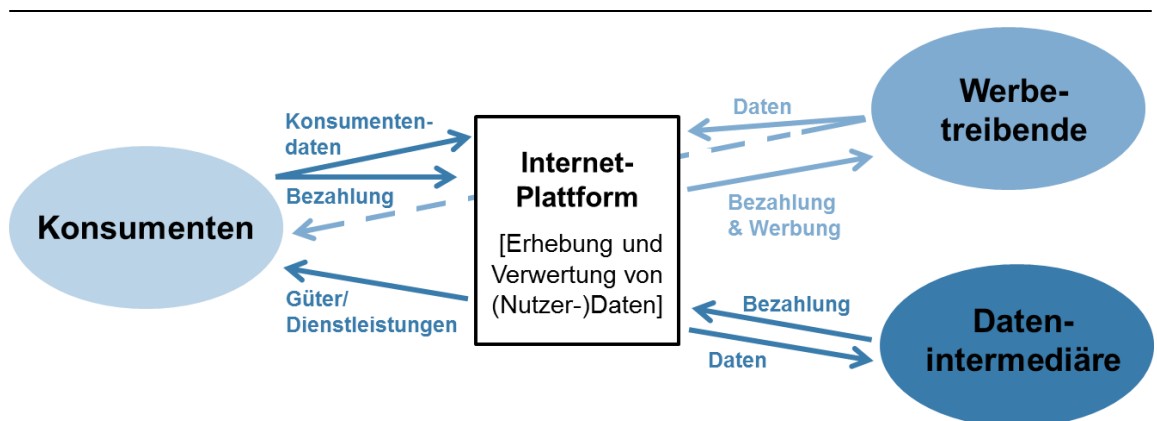 Konsumenten
Konsumenten-
daten
Bezahlung
Güter/
Dienstleistungen
Internet-
Plattform
[Erhebung und
Verwertung von
(Nutzer-)Daten]
Daten
Bezahlung
& Werbung
Werbe-
treibende
Bezahlung
Daten
Daten-
intermediäre